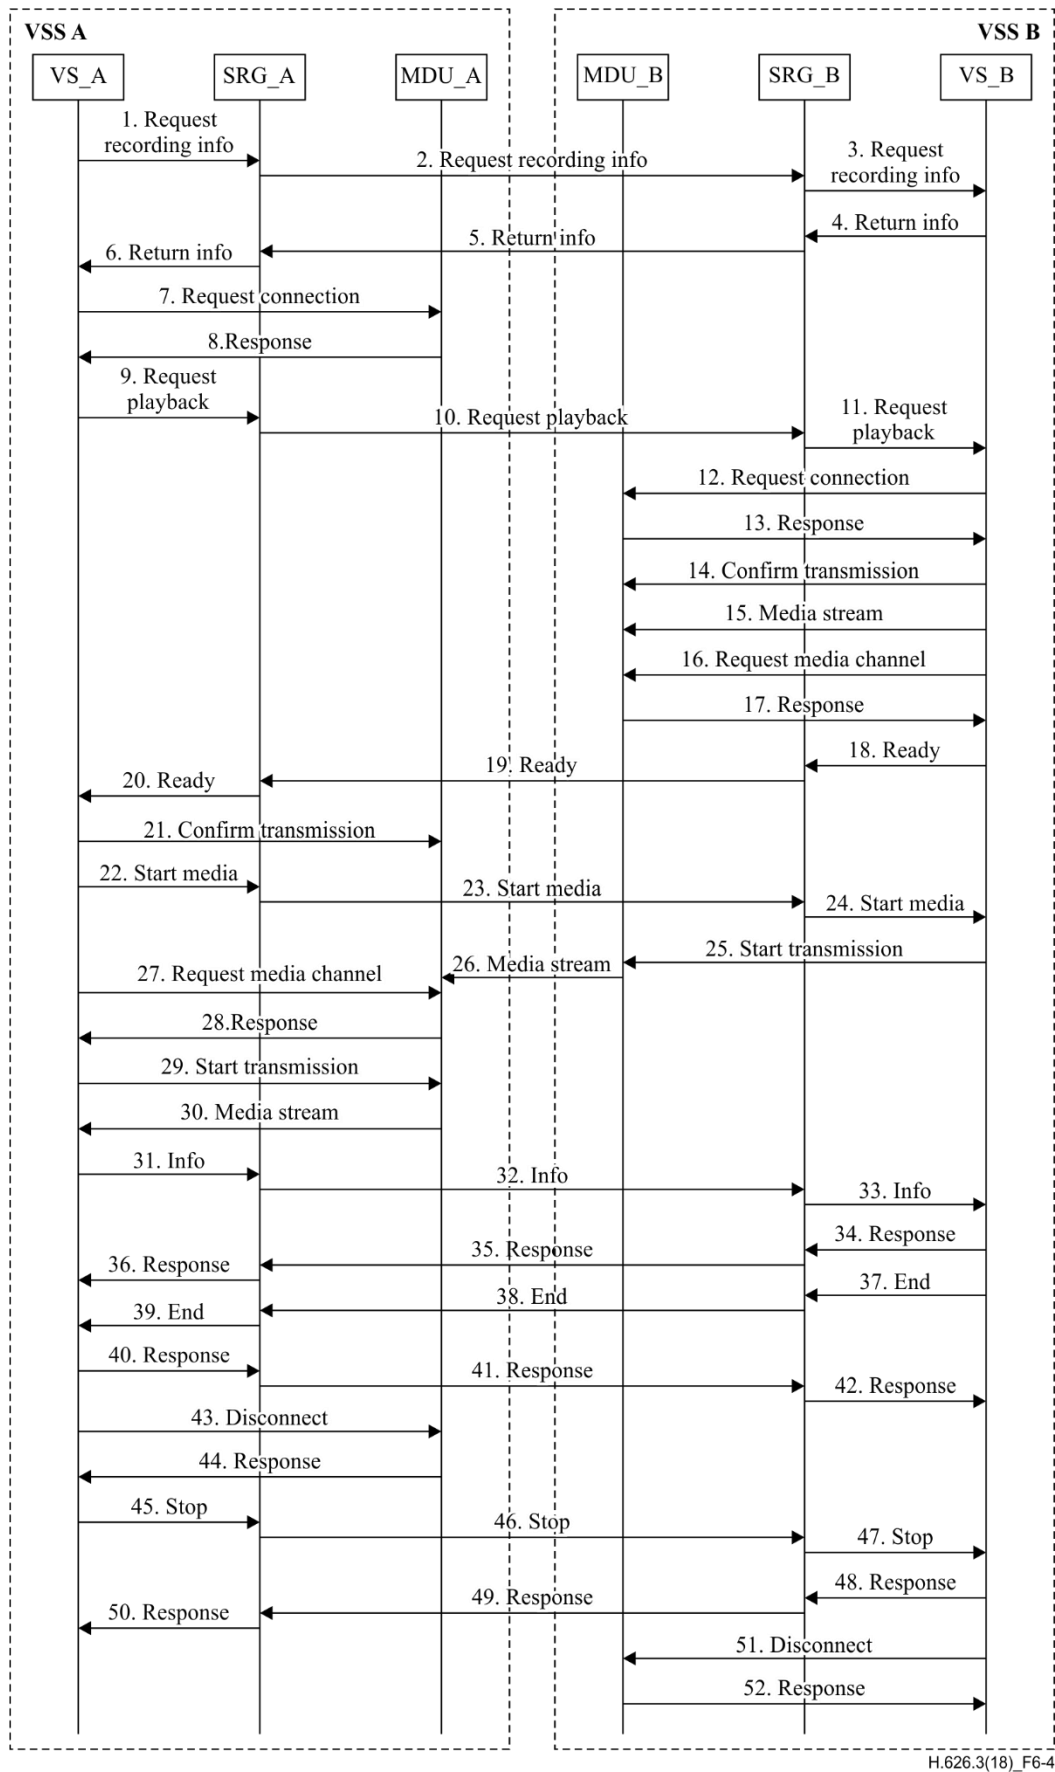 VSS A
VSS B
VS_A
SRG_A
MDU_A
MDU_B
SRG_B
VS_B
1. Request
recording info
2. Request recording info
3. Request
recording info
4. Return info
5. Return info
6. Return info
7. Request connection
8.Response
9. Request
playback
10. Request playback
11. Request
playback
12. Request connection
13. Response
14. Confirm transmission
15. Media stream
16. Request media channel
17. Response
18. Ready
19. Ready
20. Ready
21. Confirm transmission
22. Start media
23. Start media
24. Start media
25. Start transmission
26. Media stream
27. Request media channel
28.Response
29. Start transmission
30. Media stream
31. Info
32. Info
33. Info
34. Response
35. Response
36. Response
37. End
38. End
39. End
40. Response
41. Response
42. Response
43. Disconnect
44. Response
45. Stop
46. Stop
47. Stop
48. Response
49. Response
50. Response
51. Disconnect
52. Response
H.626.3(18)_F6-4